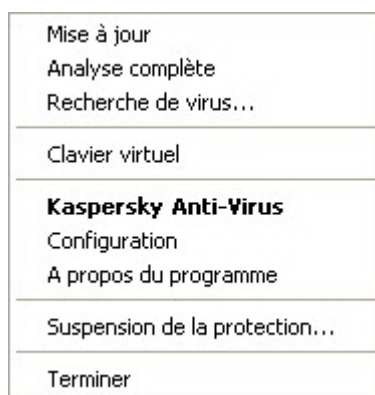 Mise à jour
Analyse complète
Recherche de virus...
Clavier virtuel
Kaspersky Anti-Virus
Configuration
A propos du programme
Suspension de la protection...
Terminer